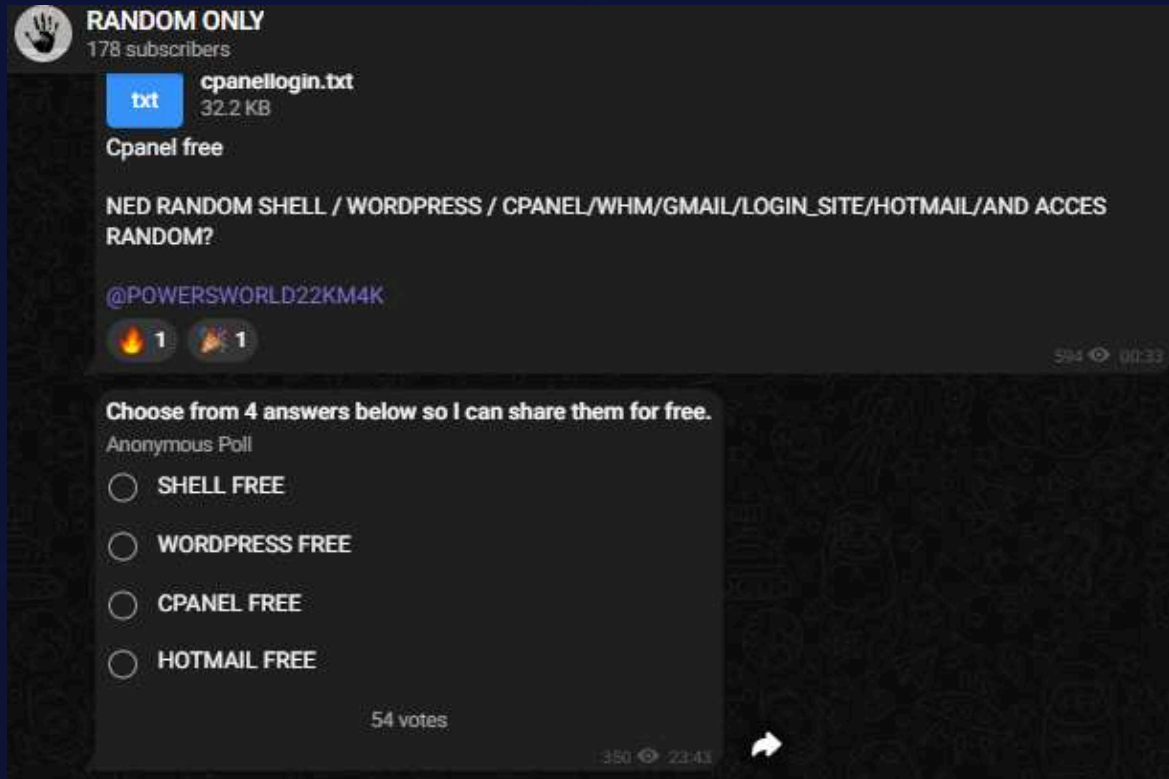 RANDOM ONLY
178 subscribers
txt
cpanellogin.txt
32.2 KB
Cpanel free
NED RANDOM SHELL / WORDPRESS / CPANEL/WHM/GMAIL/LOGIN_SITE/HOTMAIL/AND ACCES
RANDOM?
@POWERSWORLD22KM4K
🔥 1 🎉 1
594 00:33
Choose from 4 answers below so I can share them for free.
Anonymous Poll
SHELL FREE
WORDPRESS FREE
CPANEL FREE
HOTMAIL FREE
54 votes
350 23:43